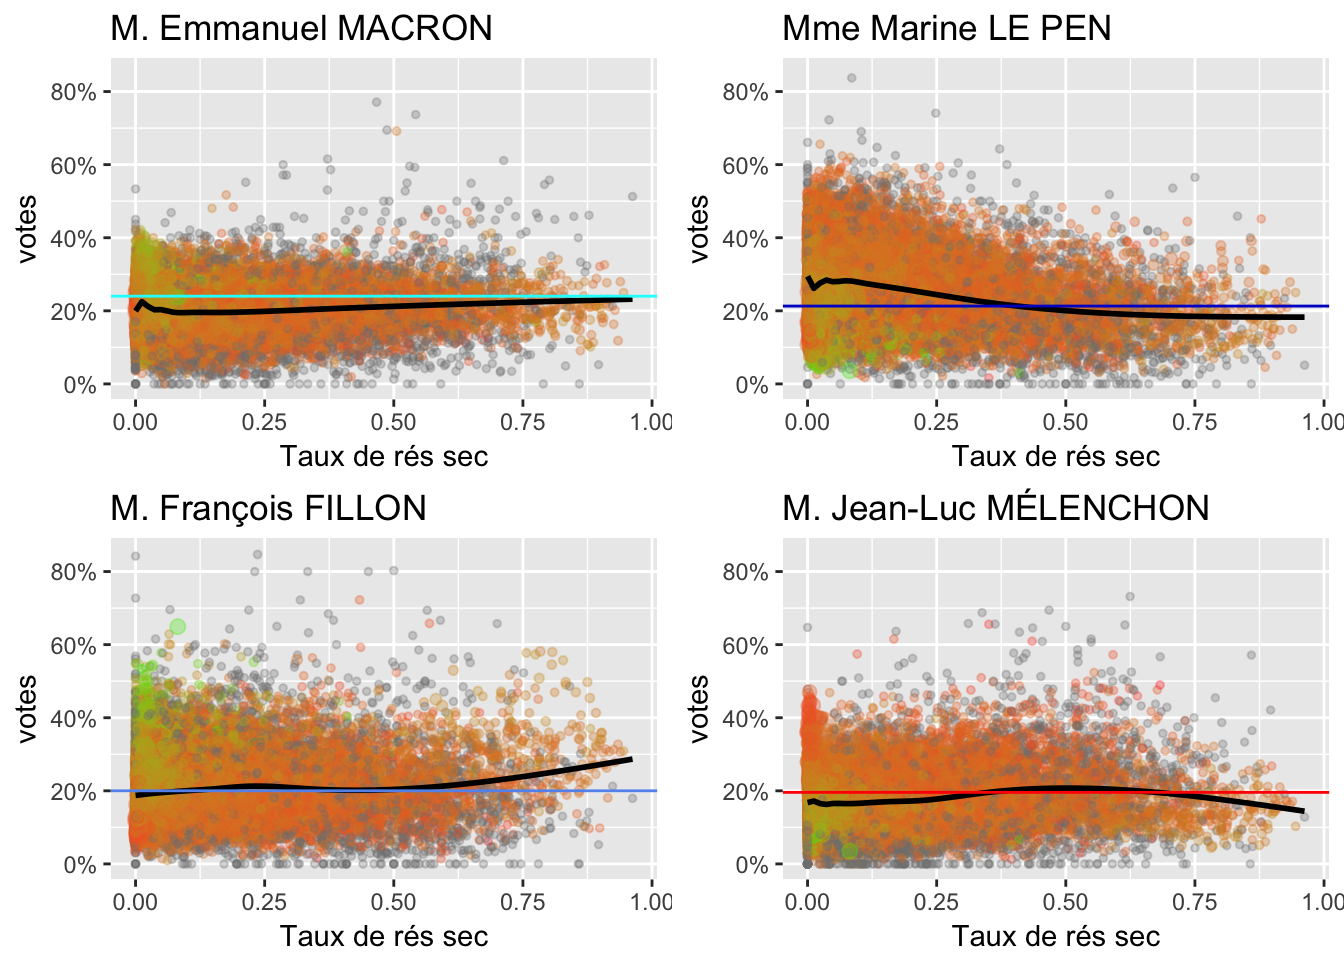 M. Emmanuel MACRON
votes
80%
60%
40%
20%
0%
0.00 0.25 0.50 0.75 1.00
Taux de rés sec
Mme Marine LE PEN
votes
80%
60%
40%
20%
0%
0.00 0.25 0.50 0.75 1.00
Taux de rés sec
M. François FILLON
votes
80%
60%
40%
20%
0%
0.00 0.25 0.50 0.75 1.00
Taux de rés sec
M. Jean-Luc MÉLENCHON
votes
80%
60%
40%
20%
0%
0.00 0.25 0.50 0.75 1.00
Taux de rés sec